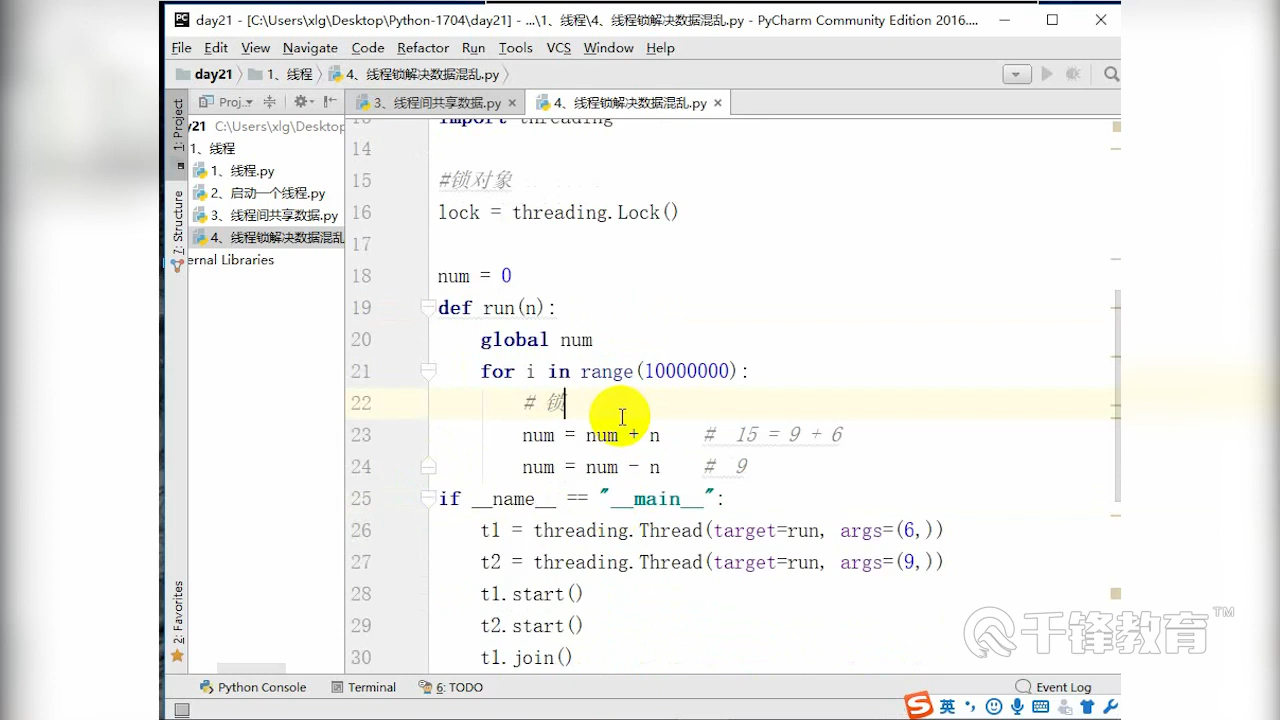 day21 - [C:\Users\xlg\Desktop\Python-1704\day21] - ...\1、线程\4、线程锁解决数据混乱.py - PyCharm Community Edition 2016....
File Edit View Navigate Code Refactor Run Tools VCS Window Help
day21 1、线程 4、线程锁解决数据混乱.py
1: Project
Proj..
3、线程间共享数据.py
4、线程锁解决数据混乱.py
y21 C:\Users\xlg\Desktop
1、线程
1、线程.py
2、启动一个线程.py
3、线程间共享数据.py
4、线程锁解决数据混乱
ernal Libraries
7: Structure
2: Favorites
import threading
14
15 #锁对象
16 lock = threading.Lock()
17
18 num = 0
19 def run(n):
20 global num
21 for i in range(10000000):
22 # 锁
23 num = num + n # 15 = 9 + 6
24 num = num - n # 9
25 if __name__ == "__main__":
26 t1 = threading.Thread(target=run, args=(6,))
27 t2 = threading.Thread(target=run, args=(9,))
28 t1.start()
29 t2.start()
30 t1.join()
千锋教育™
Python Console Terminal 6: TODO Event Log
英